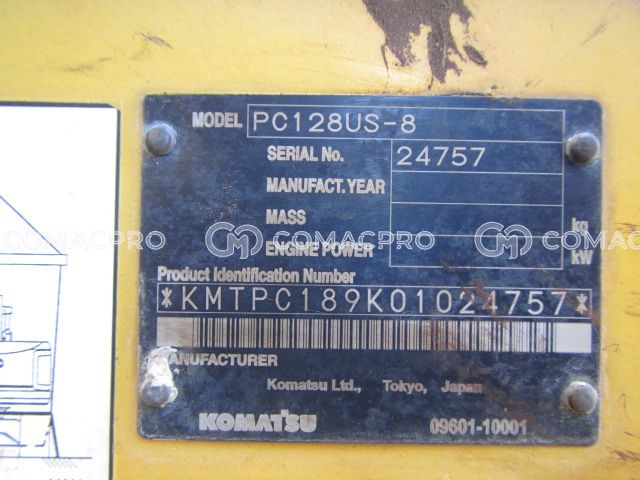 MODEL PC128US-8
SERIAL No. 24757
MANUFACT.YEAR
MASS kg
COMACPRO COMACPRO COMACPRO
ENGINE POWER kW
Product Identification Number
*KMTPC189K01024757*
MANUFACTURER
Komatsu Ltd., Tokyo, Japan
KOMATSU 09601-10001